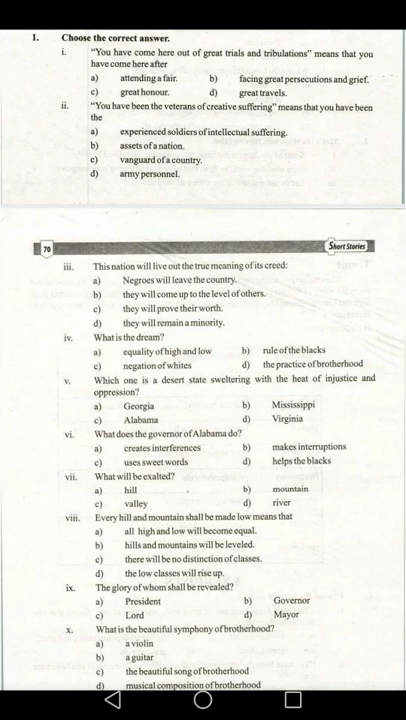 1. Choose the correct answer.
i. "You have come here out of great trials and tribulations" means that you
have come here after
a) attending a fair. b) facing great persecutions and grief.
c) great honour. d) great travels.
ii. "You have been the veterans of creative suffering" means that you have been
the
a) experienced soldiers of intellectual suffering.
b) assets of a nation.
c) vanguard of a country.
d) army personnel.
70 Short Stories
iii. This nation will live out the true meaning of its creed:
a) Negroes will leave the country.
b) they will come up to the level of others.
c) they will prove their worth.
d) they will remain a minority.
iv. What is the dream?
a) equality of high and low b) rule of the blacks
c) negation of whites d) the practice of brotherhood
v. Which one is a desert state sweltering with the heat of injustice and
oppression?
a) Georgia b) Mississippi
c) Alabama d) Virginia
vi. What does the governor of Alabama do?
a) creates interferences b) makes interruptions
c) uses sweet words d) helps the blacks
vii. What will be exalted?
a) hill b) mountain
c) valley d) river
viii. Every hill and mountain shall be made low means that
a) all high and low will become equal.
b) hills and mountains will be leveled.
c) there will be no distinction of classes.
d) the low classes will rise up.
ix. The glory of whom shall be revealed?
a) President b) Governor
c) Lord d) Mayor
x. What is the beautiful symphony of brotherhood?
a) a violin
b) a guitar
c) the beautiful song of brotherhood
d) musical composition of brotherhood